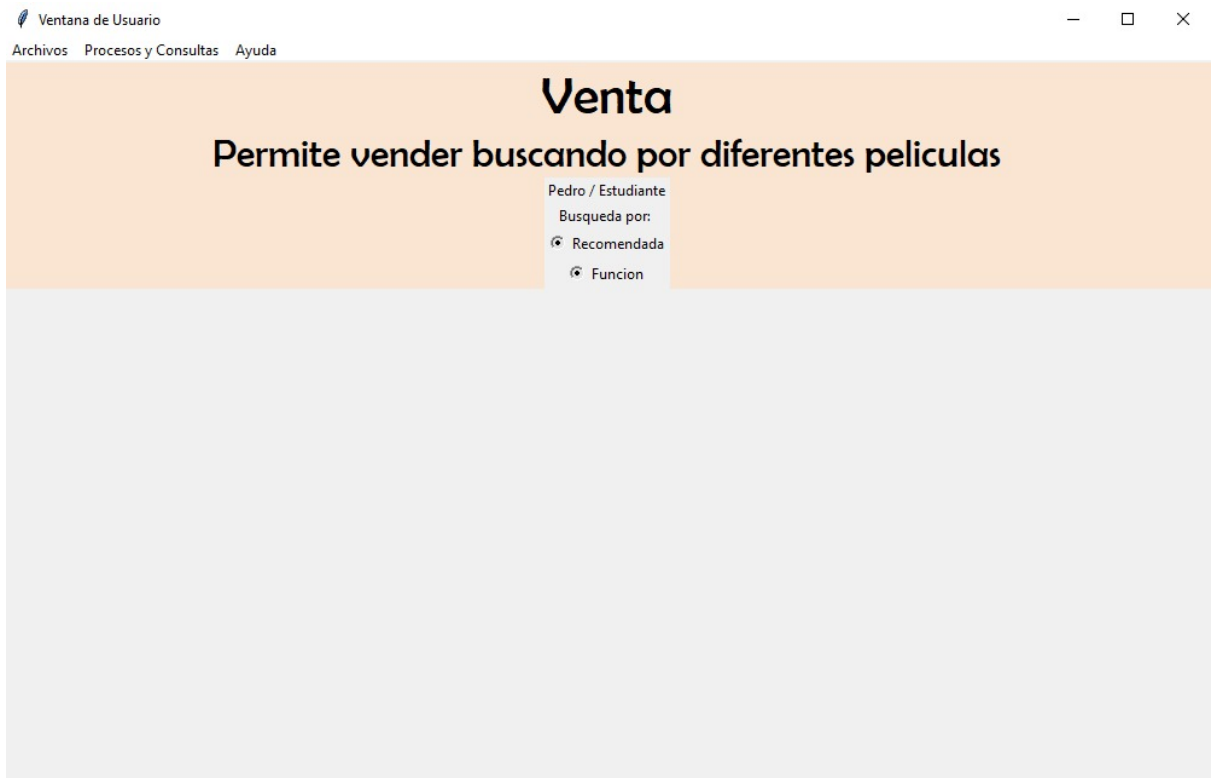 Ventana de Usuario
Archivos Procesos y Consultas Ayuda
Venta
Permite vender buscando por diferentes peliculas
Pedro / Estudiante
Busqueda por:
Recomendada
Funcion